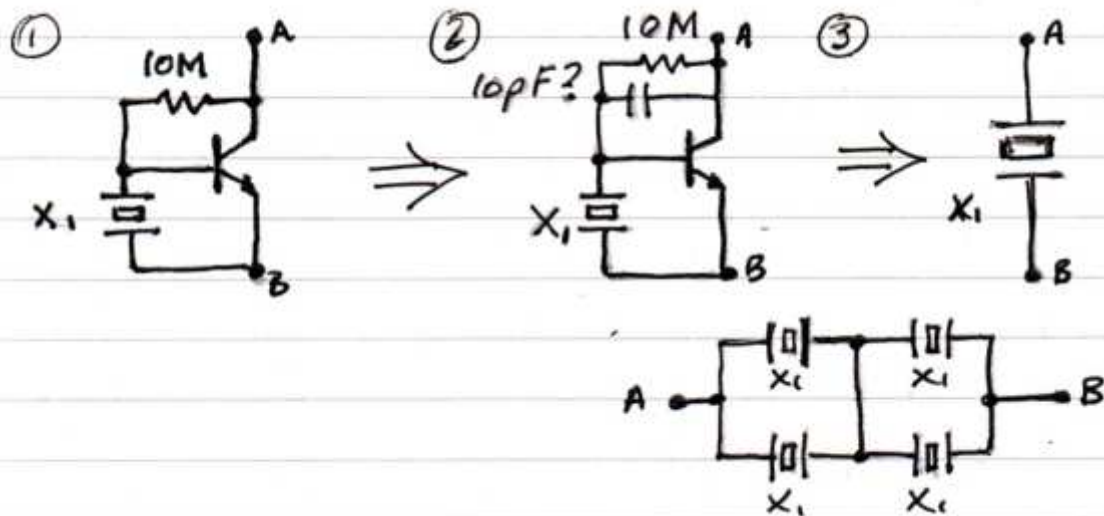 ① A ② 10M A ③ A
10M
10pF?
X₁ X₁ X₁
B B B
X₁ X₁
A B
X₁ X₁